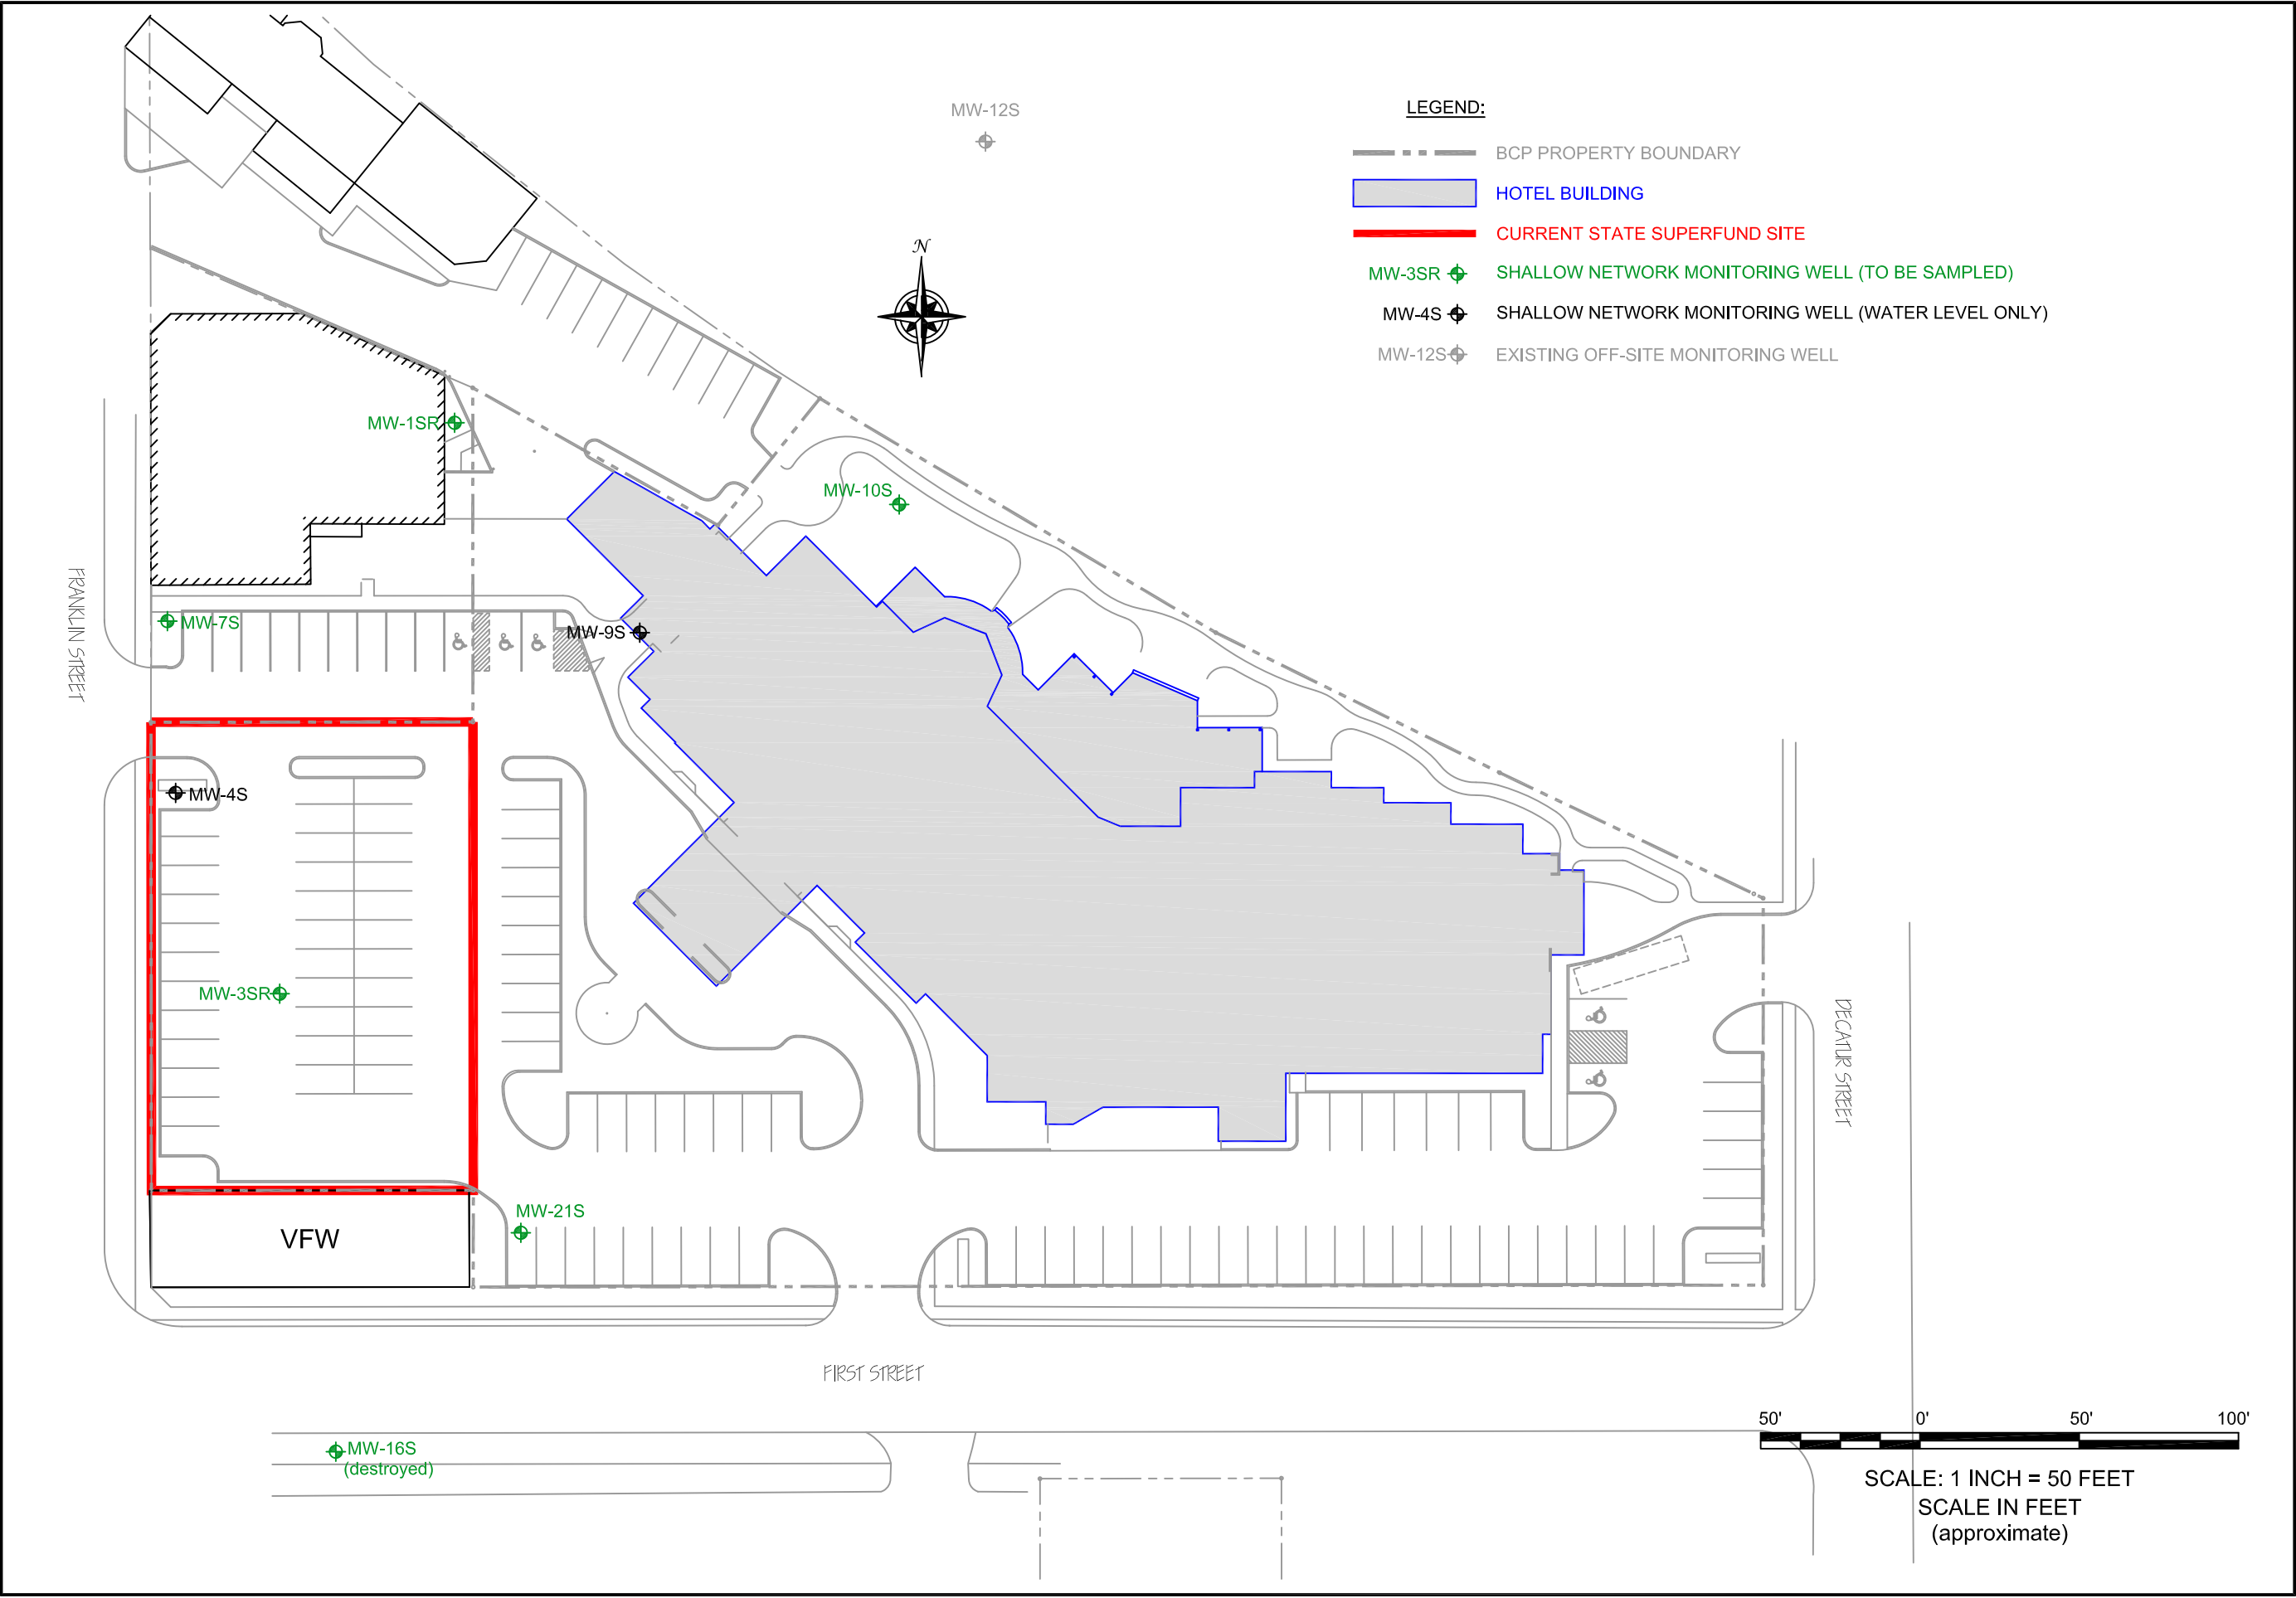 MW-12S
LEGEND:
BCP PROPERTY BOUNDARY
HOTEL BUILDING
CURRENT STATE SUPERFUND SITE
MW-3SR SHALLOW NETWORK MONITORING WELL (TO BE SAMPLED)
MW-4S SHALLOW NETWORK MONITORING WELL (WATER LEVEL ONLY)
MW-12S EXISTING OFF-SITE MONITORING WELL
N
MW-1SR
MW-10S
FRANKLIN STREET
MW-7S
MW-9S
MW-4S
MW-3SR
DECATUR STREET
MW-21S
VFW
FIRST STREET
MW-16S
(destroyed)
50' 0' 50' 100'
SCALE: 1 INCH = 50 FEET
SCALE IN FEET
(approximate)